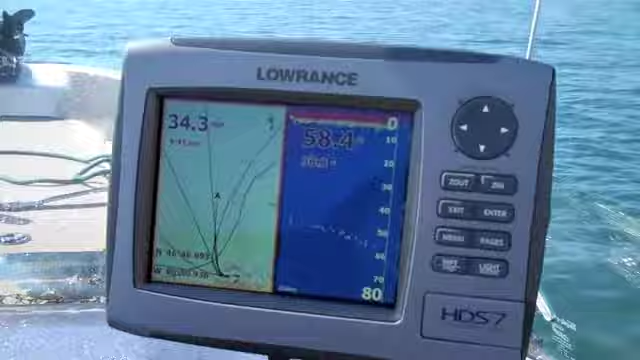 LOWRANCE
34.3
58.4
0
10
20
30
40
50
60
70
80
ZOUT
ZIN
EXIT ENTER
MENU PAGES
LIGHT
HDS7